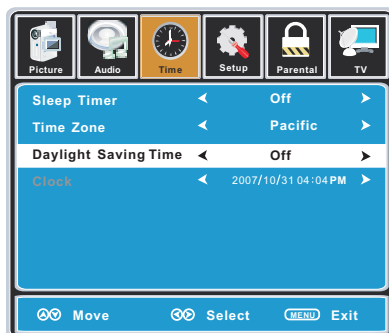 Picture Audio Time Setup Parental TV
Sleep Timer Off
Time Zone Pacific
Daylight Saving Time Off
Clock 2007/10/31 04:04 PM
Move Select MENU Exit